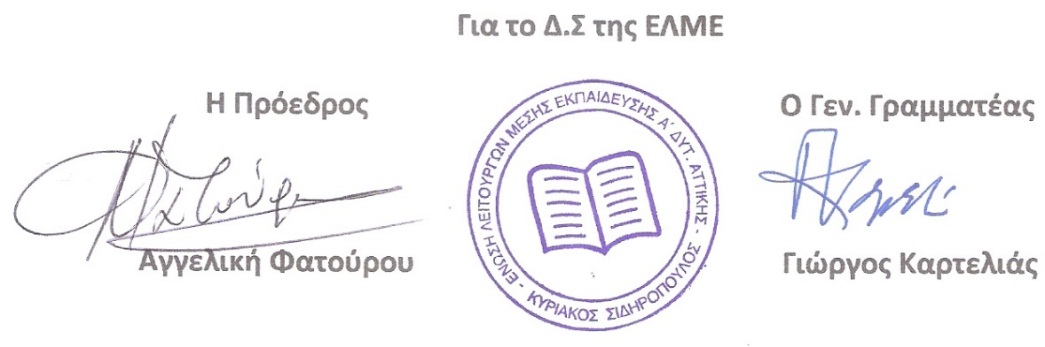 Για το Δ.Σ της ΕΛΜΕ
Η Πρόεδρος
Ο Γεν. Γραμματέας
ΕΝΩΣΗ ΛΕΙΤΟΥΡΓΩΝ ΜΕΣΗΣ ΕΚΠΑΙΔΕΥΣΗΣ Α΄ ΔΥΤ. ΑΤΤΙΚΗΣ - ΚΥΡΙΑΚΟΣ ΣΙΔΗΡΟΠΟΥΛΟΣ -
Αγγελική Φατούρου
Γιώργος Καρτελιάς